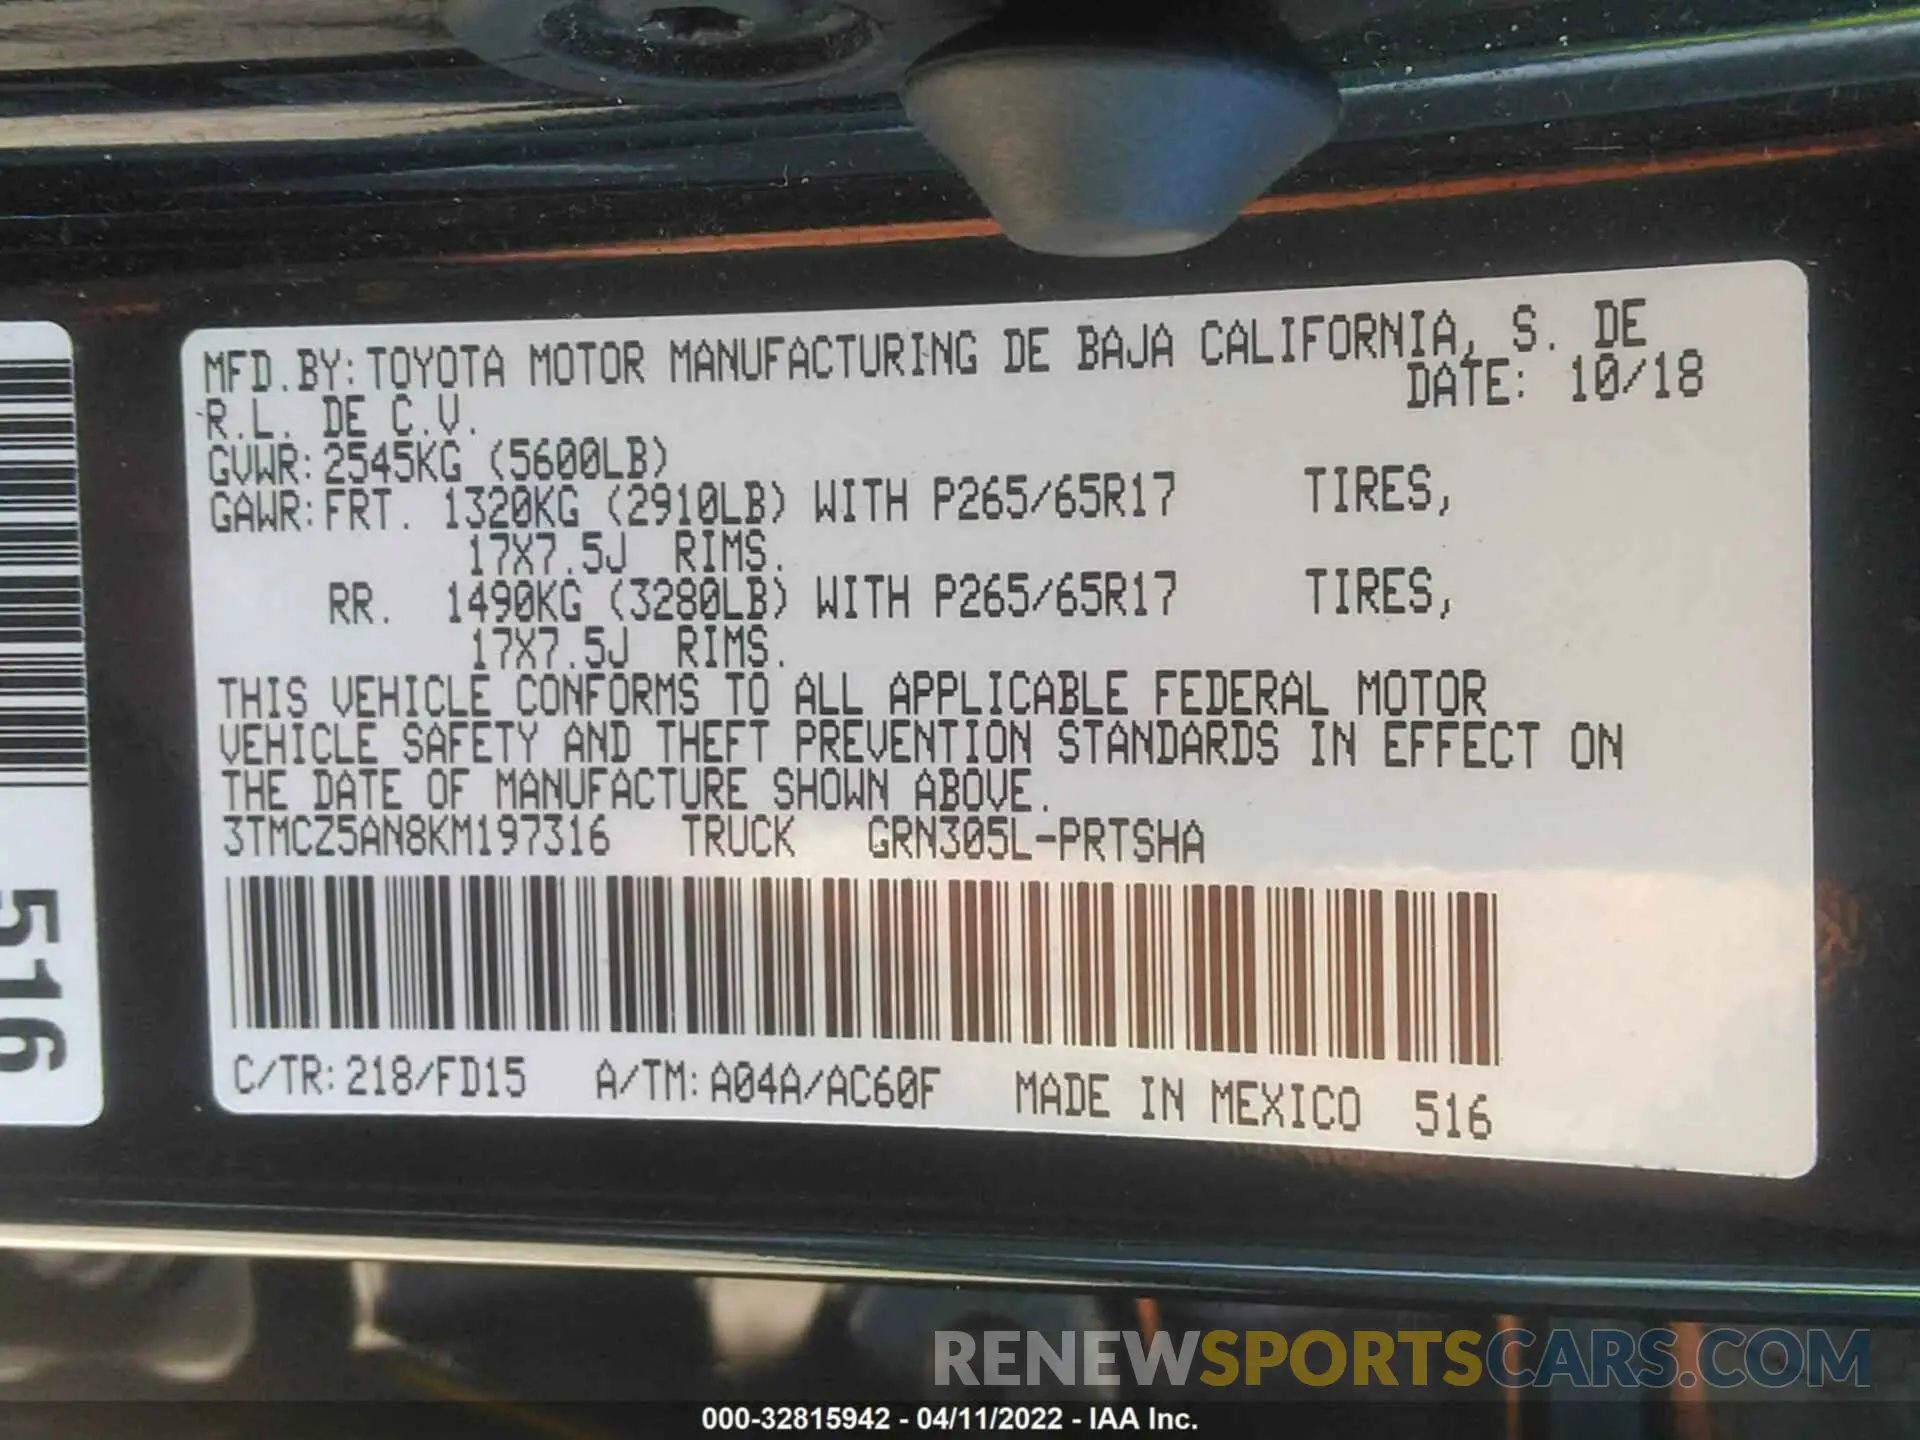 MFD.BY:TOYOTA MOTOR MANUFACTURING DE BAJA CALIFORNIA, S. DE
R.L. DE C.V. DATE: 10/18
GVWR:2545KG (5600LB)
GAWR:FRT. 1320KG (2910LB) WITH P265/65R17 TIRES,
17X7.5J RIMS.
RR. 1490KG (3280LB) WITH P265/65R17 TIRES,
17X7.5J RIMS.
THIS VEHICLE CONFORMS TO ALL APPLICABLE FEDERAL MOTOR
VEHICLE SAFETY AND THEFT PREVENTION STANDARDS IN EFFECT ON
THE DATE OF MANUFACTURE SHOWN ABOVE.
3TMCZ5AN8KM197316 TRUCK GRN305L-PRTSHA
C/TR:218/FD15 A/TM:A04A/AC60F MADE IN MEXICO 516
516
RENEWSPORTSCARS.COM
000-32815942 - 04/11/2022 - IAA Inc.